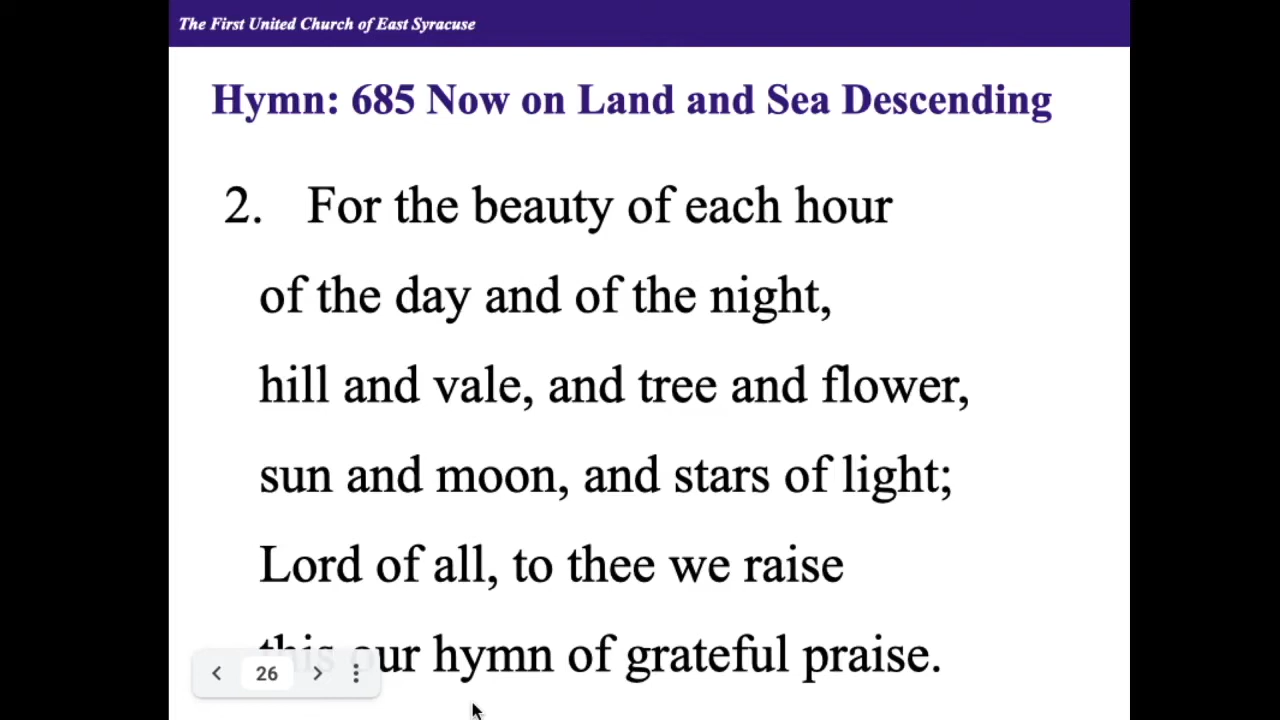 The First United Church of East Syracuse
Hymn: 685 Now on Land and Sea Descending
2. For the beauty of each hour
of the day and of the night,
hill and vale, and tree and flower,
sun and moon, and stars of light;
Lord of all, to thee we raise
this our hymn of grateful praise.
26